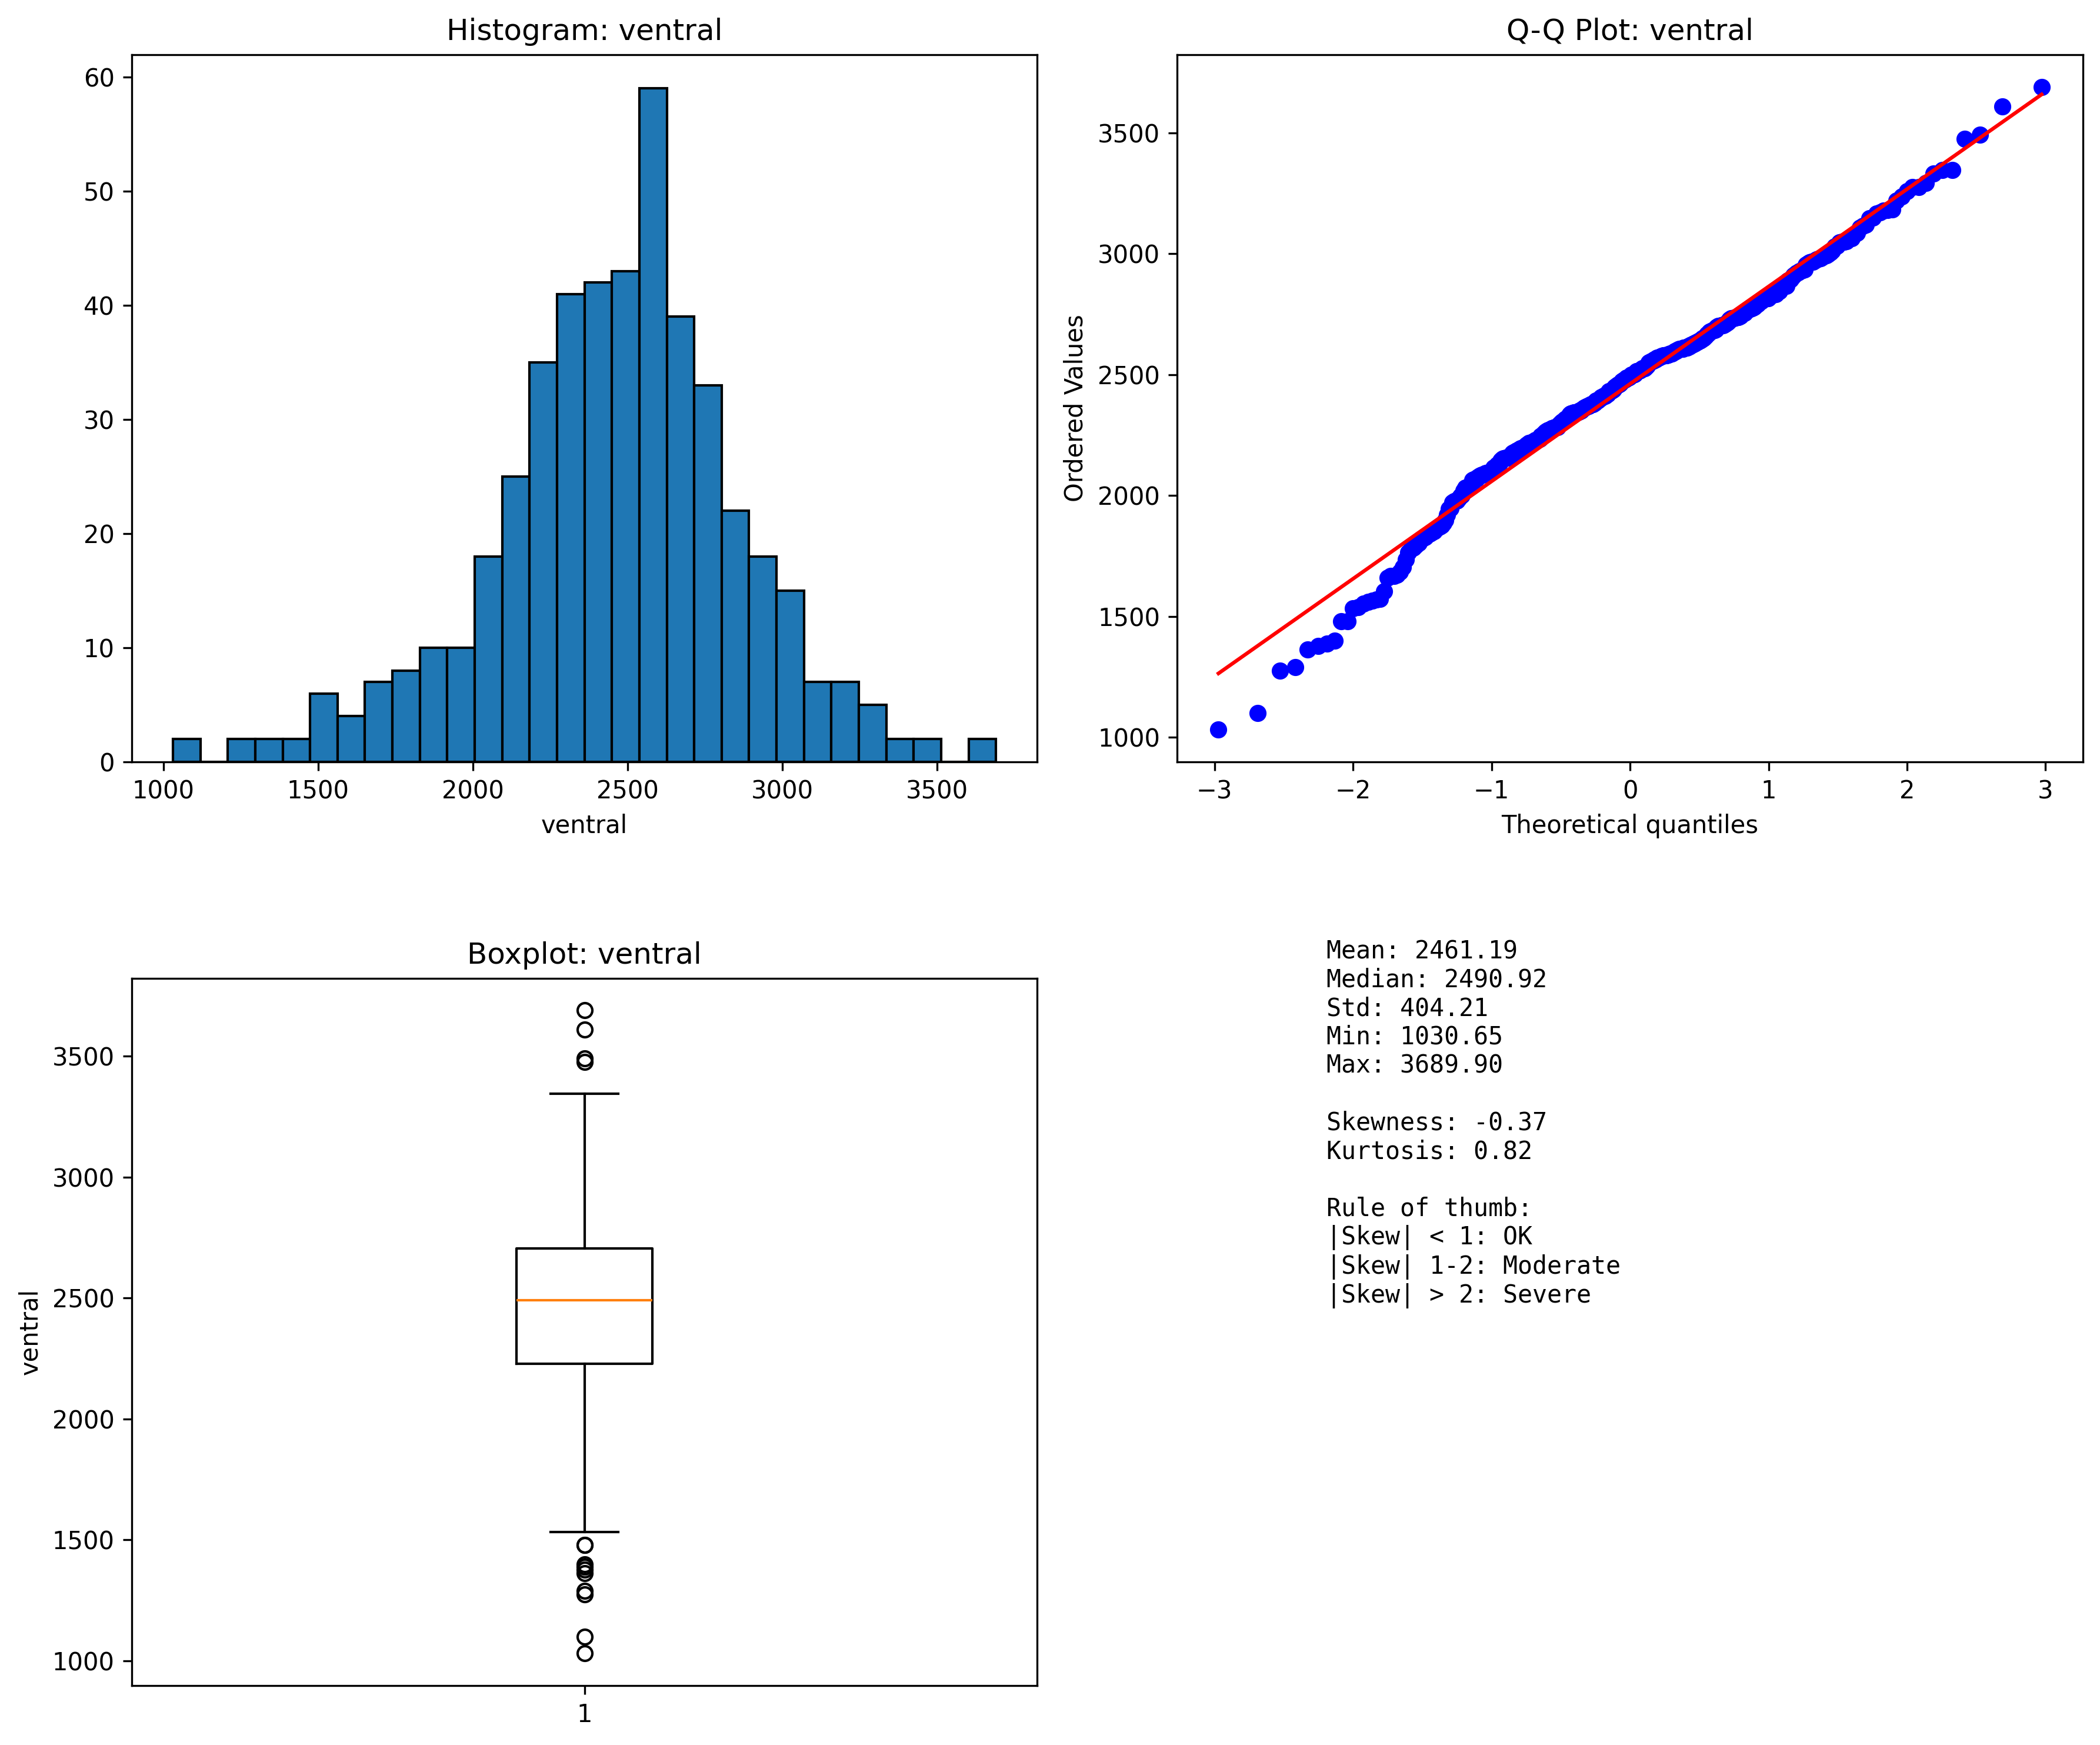 Histogram: ventral
60
50
40
30
20
10
0
1000 1500 2000 2500 3000 3500
ventral
Q-Q Plot: ventral
Ordered Values
3500
3000
2500
2000
1500
1000
−3 −2 −1 0 1 2 3
Theoretical quantiles
Boxplot: ventral
ventral
3500
3000
2500
2000
1500
1000
1
Mean: 2461.19
Median: 2490.92
Std: 404.21
Min: 1030.65
Max: 3689.90
Skewness: -0.37
Kurtosis: 0.82
Rule of thumb:
|Skew| < 1: OK
|Skew| 1-2: Moderate
|Skew| > 2: Severe